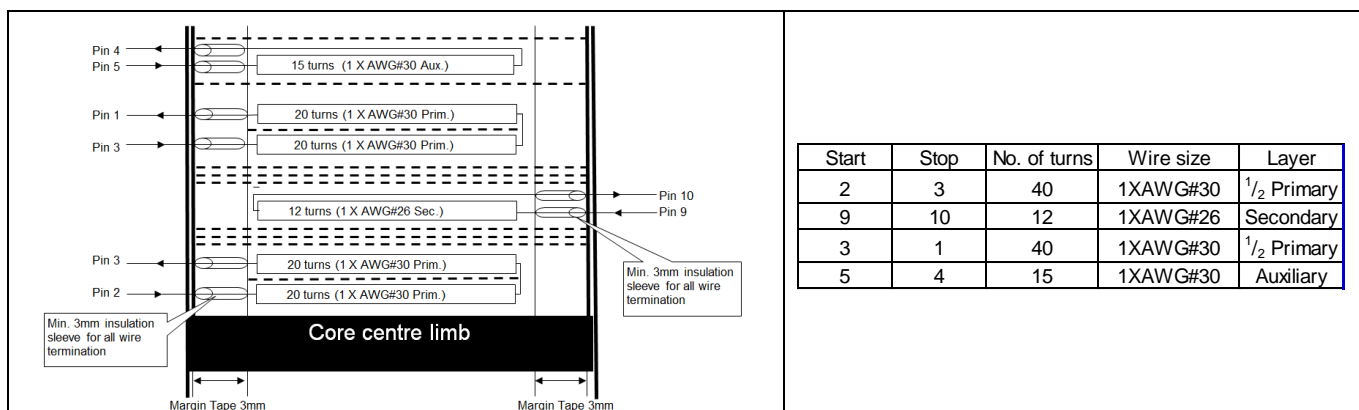 Pin 4
Pin 5
15 turns (1 X AWG#30 Aux.)
Pin 1
20 turns (1 X AWG#30 Prim.)
Pin 3
20 turns (1 X AWG#30 Prim.)
Pin 10
12 turns (1 X AWG#26 Sec.)
Pin 9
Pin 3
20 turns (1 X AWG#30 Prim.)
Min. 3mm insulation
sleeve for all wire
termination
Pin 2
20 turns (1 X AWG#30 Prim.)
Min. 3mm insulation
sleeve for all wire
termination
Core centre limb
Margin Tape 3mm
Margin Tape 3mm
Start Stop No. of turns Wire size Layer
2 3 40 1XAWG#30 1/2 Primary
9 10 12 1XAWG#26 Secondary
3 1 40 1XAWG#30 1/2 Primary
5 4 15 1XAWG#30 Auxiliary